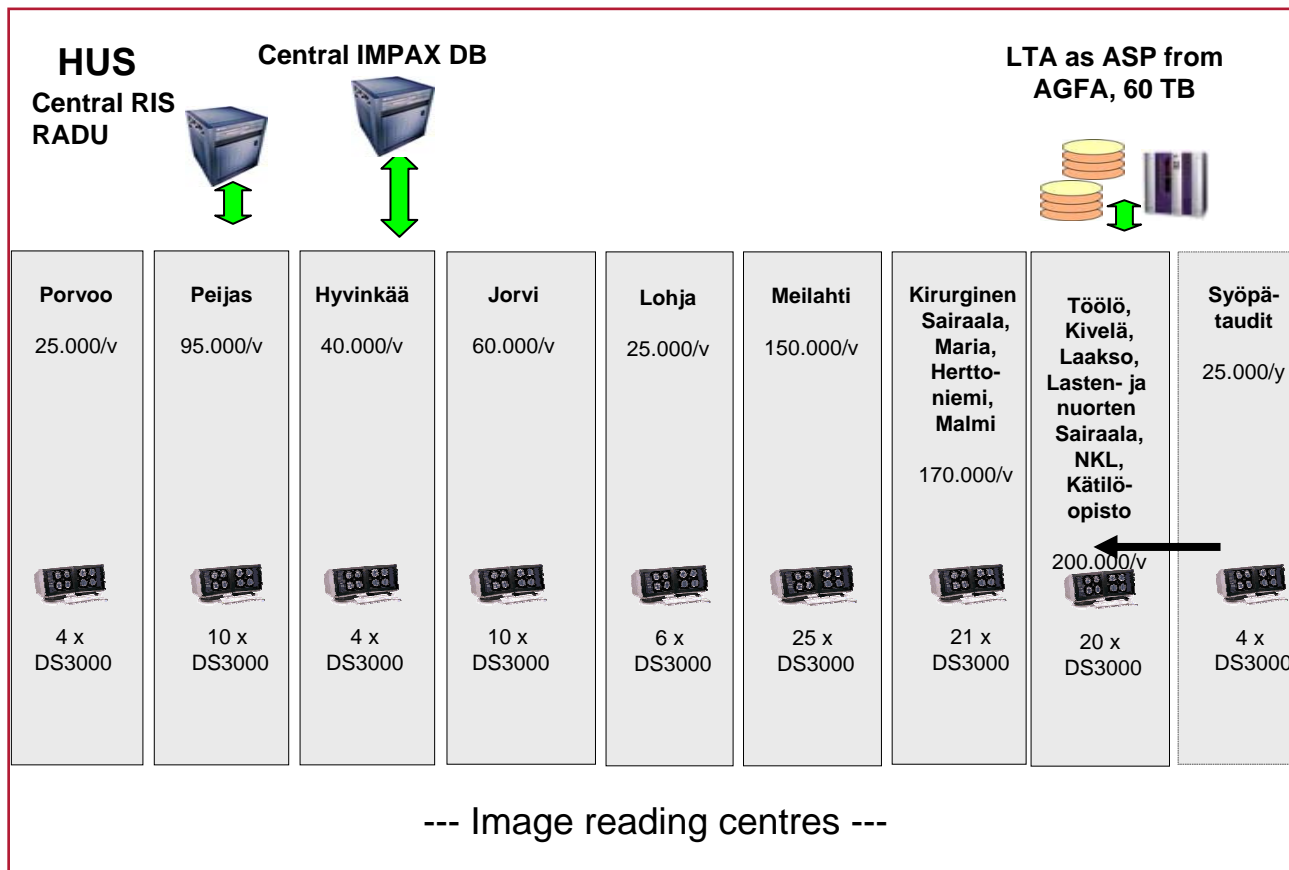 HUS
Central RIS
RADU
Central IMPAX DB
LTA as ASP from
AGFA, 60 TB
Porvoo
25.000/v
4 x
DS3000
Peijas
95.000/v
10 x
DS3000
Hyvinkää
40.000/v
4 x
DS3000
Jorvi
60.000/v
10 x
DS3000
Lohja
25.000/v
6 x
DS3000
Meilahti
150.000/v
25 x
DS3000
Kirurginen
Sairaala,
Maria,
Hertto-
niemi,
Malmi
170.000/v
21 x
DS3000
Töölö,
Kivelä,
Laakso,
Lasten- ja
nuorten
Sairaala,
NKL,
Kätilö-
opisto
200.000/v
20 x
DS3000
Syöpä-
taudit
25.000/y
4 x
DS3000
--- Image reading centres ---